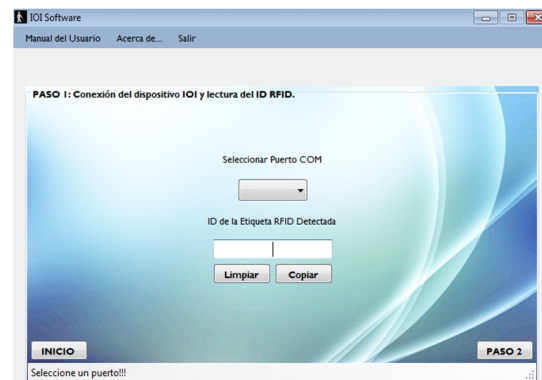 IOI Software
Manual del Usuario Acerca de... Salir
PASO 1: Conexión del dispositivo IOI y lectura del ID RFID.
Seleccionar Puerto COM
ID de la Etiqueta RFID Detectada
Limpiar Copiar
INICIO PASO 2
Seleccione un puerto!!!